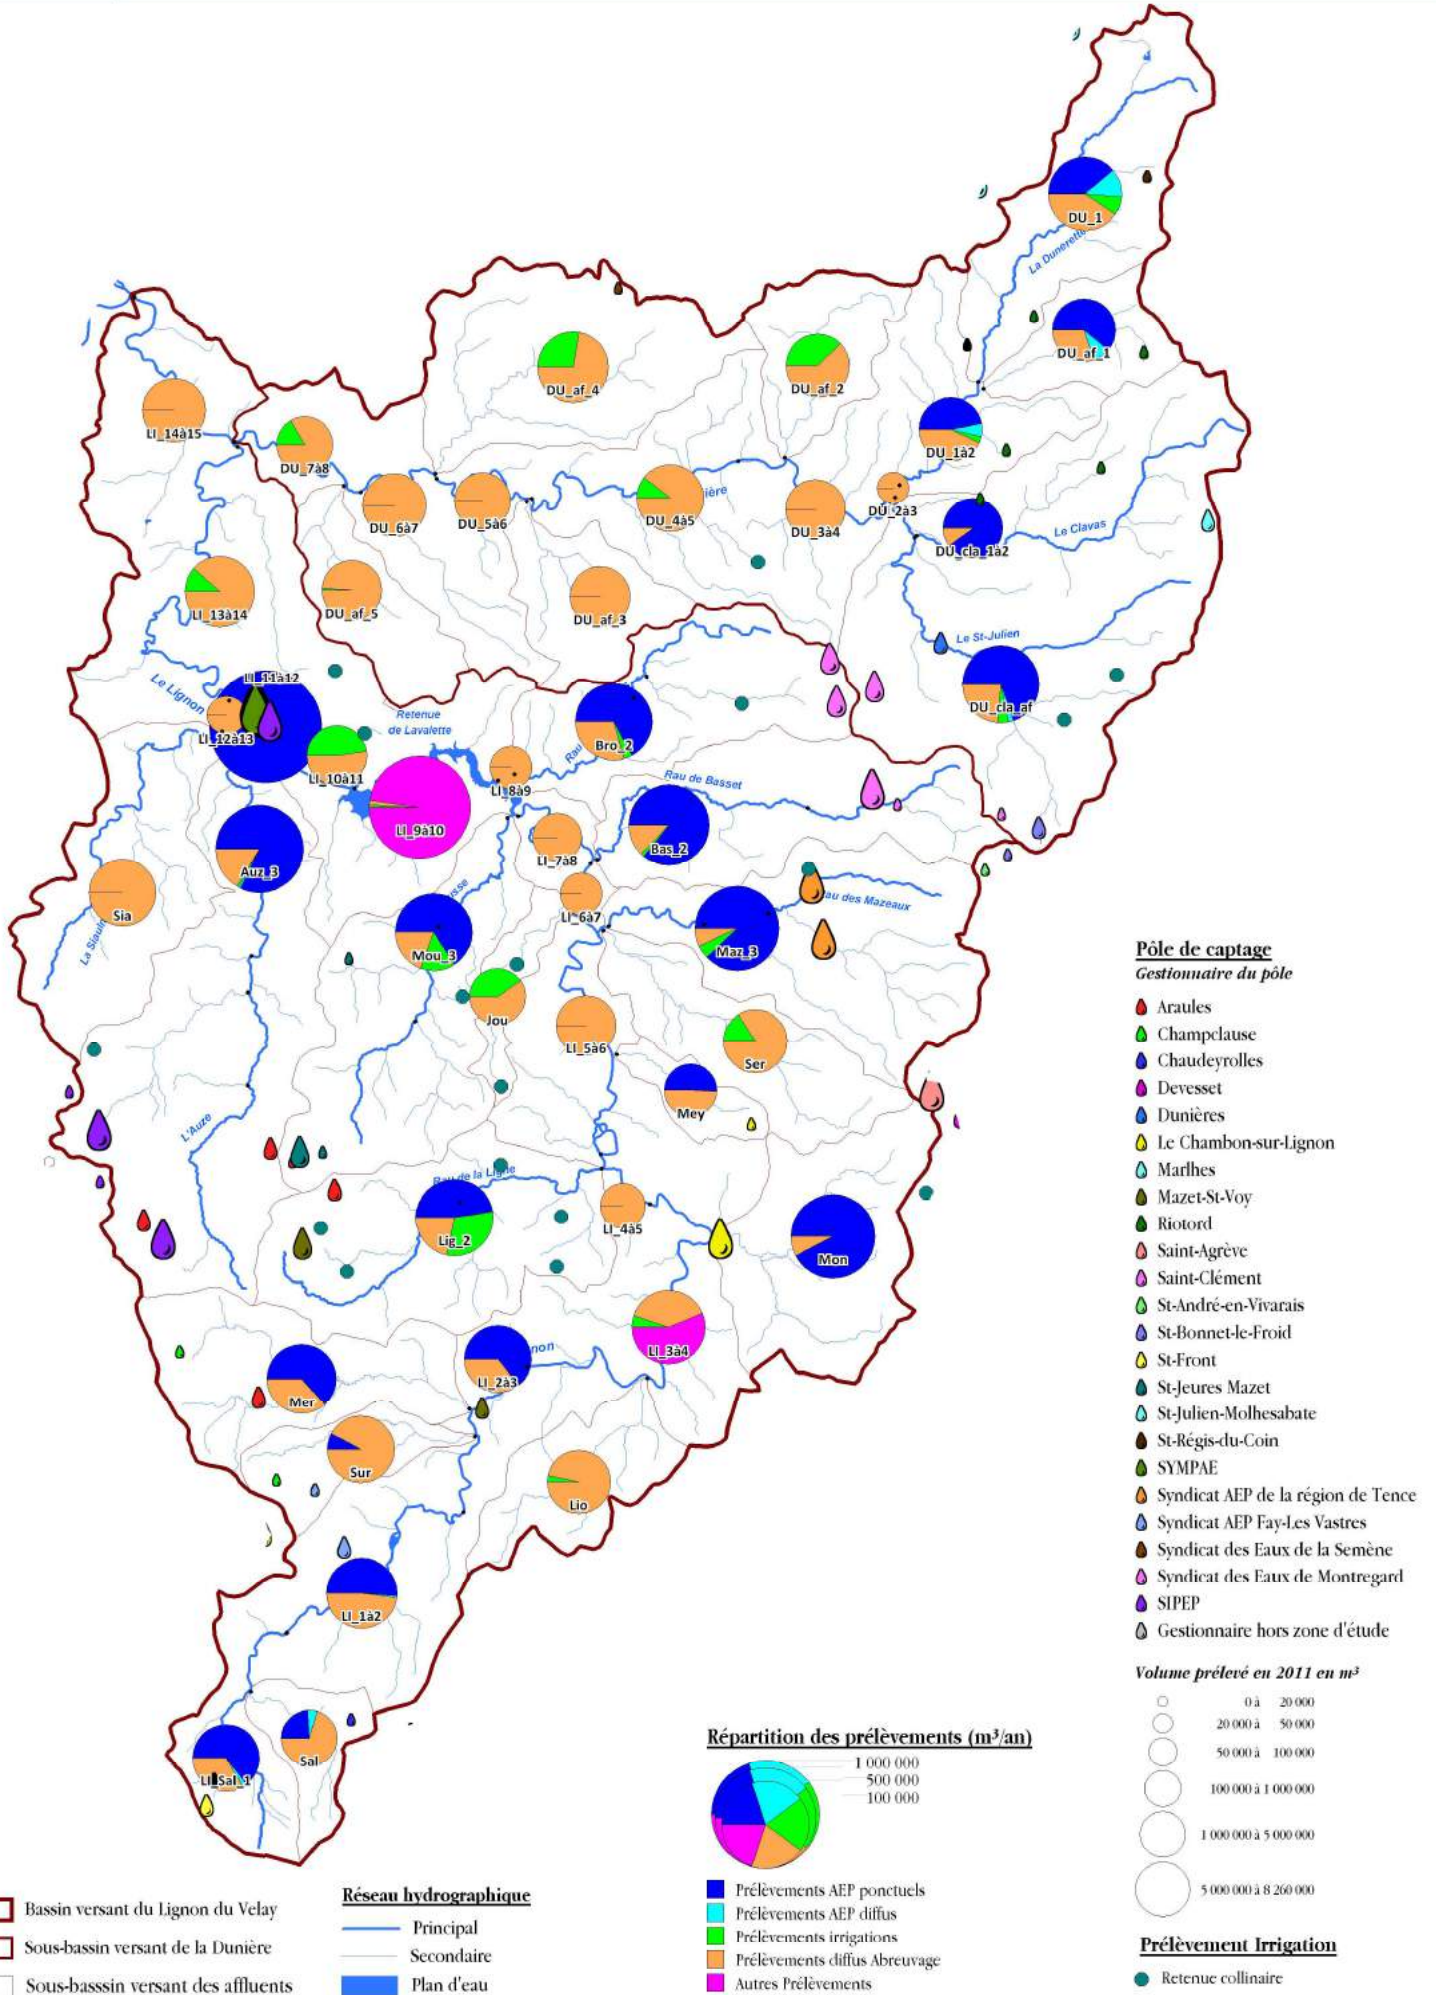 DU_1
La Dunerette
DU_af_1
DU_af_4
DU_af_2
LI_14à15
DU_7à8
DU_1à2
DU_6à7
DU_5à6
DU_4à5
ière
DU_3à4
DU_2à3
DU_cla_1à2
Le Clavas
LI_13à14
DU_af_5
DU_af_3
Le St-Julien
Le Lignon
LI_11à12
DU_cla_af
LI_12à13
Retenue
de Lavalette
LI_10à11
Rau
Bro_2
LI_8à9
Rau de Basset
LI_9à10
Bas_2
LI_7à8
Auz_3
Sia
La Siaul
LI_6à7
au des Mazeaux
sse
Mou_3
Maz_3
Jou
LI_5à6
Ser
Mey
L'Auze
Rau de la Ligne
Lig_2
LI_4à5
Mon
LI_3à4
non
LI_2à3
Mer
Sur
Lio
LI_1à2
Sal
LI_Sal_1
Pôle de captage
Gestionnaire du pôle
Araules
Champclause
Chaudeyrolles
Devesset
Dunières
Le Chambon-sur-Lignon
Marlhes
Mazet-St-Voy
Riotord
Saint-Agrève
Saint-Clément
St-André-en-Vivarais
St-Bonnet-le-Froid
St-Front
St-Jeures Mazet
St-Julien-Molhesabate
St-Régis-du-Coin
SYMPAE
Syndicat AEP de la région de Tence
Syndicat AEP Fay-Les Vastres
Syndicat des Eaux de la Semène
Syndicat des Eaux de Montregard
SIPEP
Gestionnaire hors zone d'étude
Volume prélevé en 2011 en m³
0 à 20 000
20 000 à 50 000
50 000 à 100 000
100 000 à 1 000 000
1 000 000 à 5 000 000
5 000 000 à 8 260 000
Prélèvement Irrigation
Retenue collinaire
Répartition des prélèvements (m³/an)
1 000 000
500 000
100 000
Prélèvements AEP ponctuels
Prélèvements AEP diffus
Prélèvements irrigations
Prélèvements diffus Abreuvage
Autres Prélèvements
Réseau hydrographique
Principal
Secondaire
Plan d'eau
Bassin versant du Lignon du Velay
Sous-bassin versant de la Dunière
Sous-basssin versant des affluents